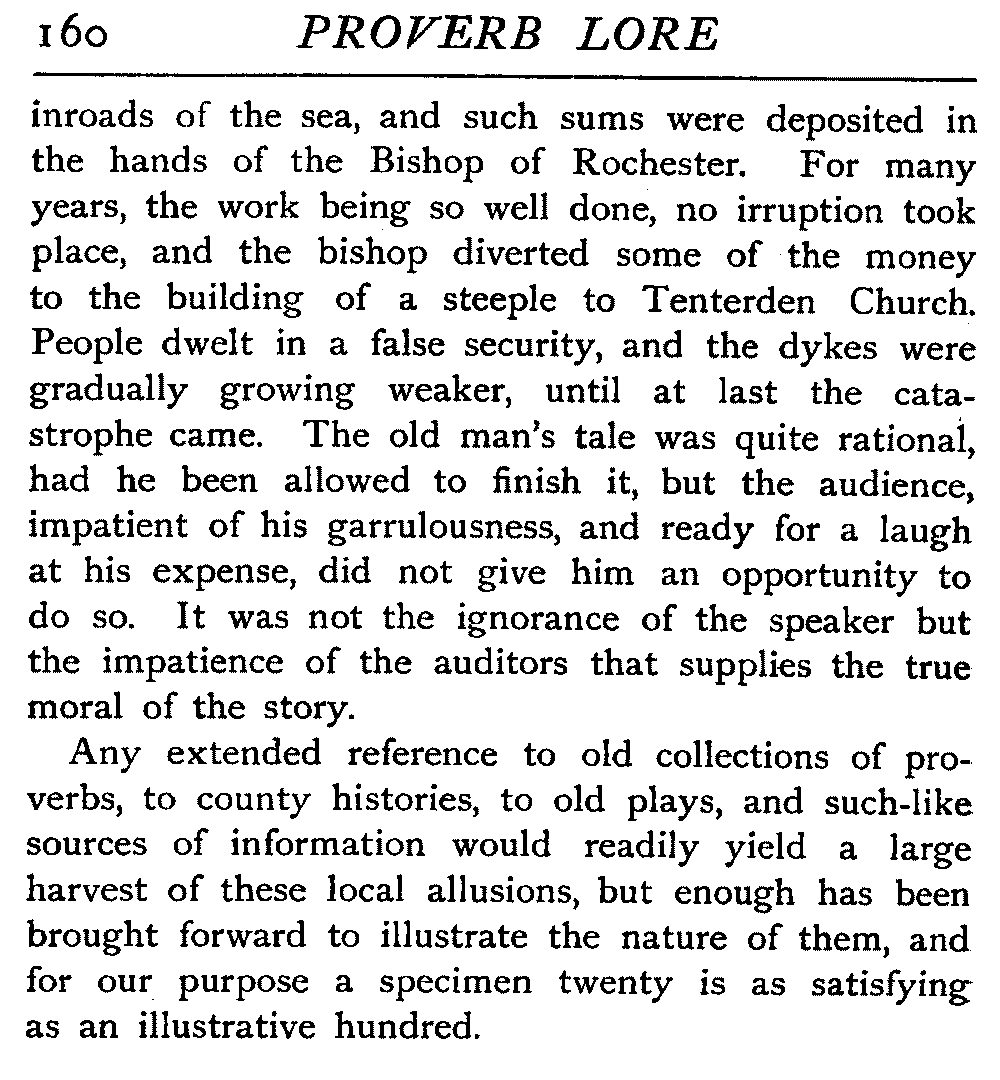 160 PROVERB LORE
inroads of the sea, and such sums were deposited in
the hands of the Bishop of Rochester. For many
years, the work being so well done, no irruption took
place, and the bishop diverted some of the money
to the building of a steeple to Tenterden Church.
People dwelt in a false security, and the dykes were
gradually growing weaker, until at last the cata-
strophe came. The old man's tale was quite rational,
had he been allowed to finish it, but the audience,
impatient of his garrulousness, and ready for a laugh
at his expense, did not give him an opportunity to
do so. It was not the ignorance of the speaker but
the impatience of the auditors that supplies the true
moral of the story.
Any extended reference to old collections of pro-
verbs, to county histories, to old plays, and such-like
sources of information would readily yield a large
harvest of these local allusions, but enough has been
brought forward to illustrate the nature of them, and
for our purpose a specimen twenty is as satisfying
as an illustrative hundred.